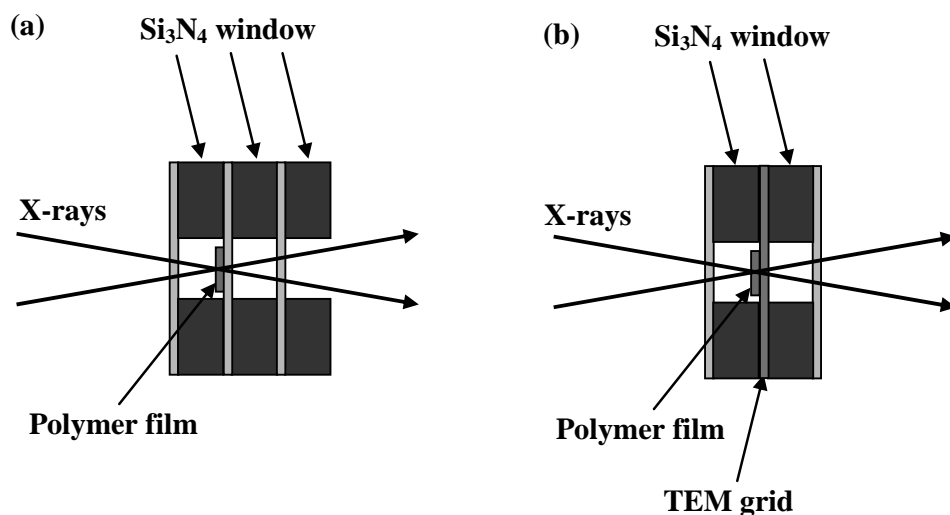 (a)
Si₃N₄ window
X-rays
Polymer film
(b)
Si₃N₄ window
X-rays
Polymer film
TEM grid